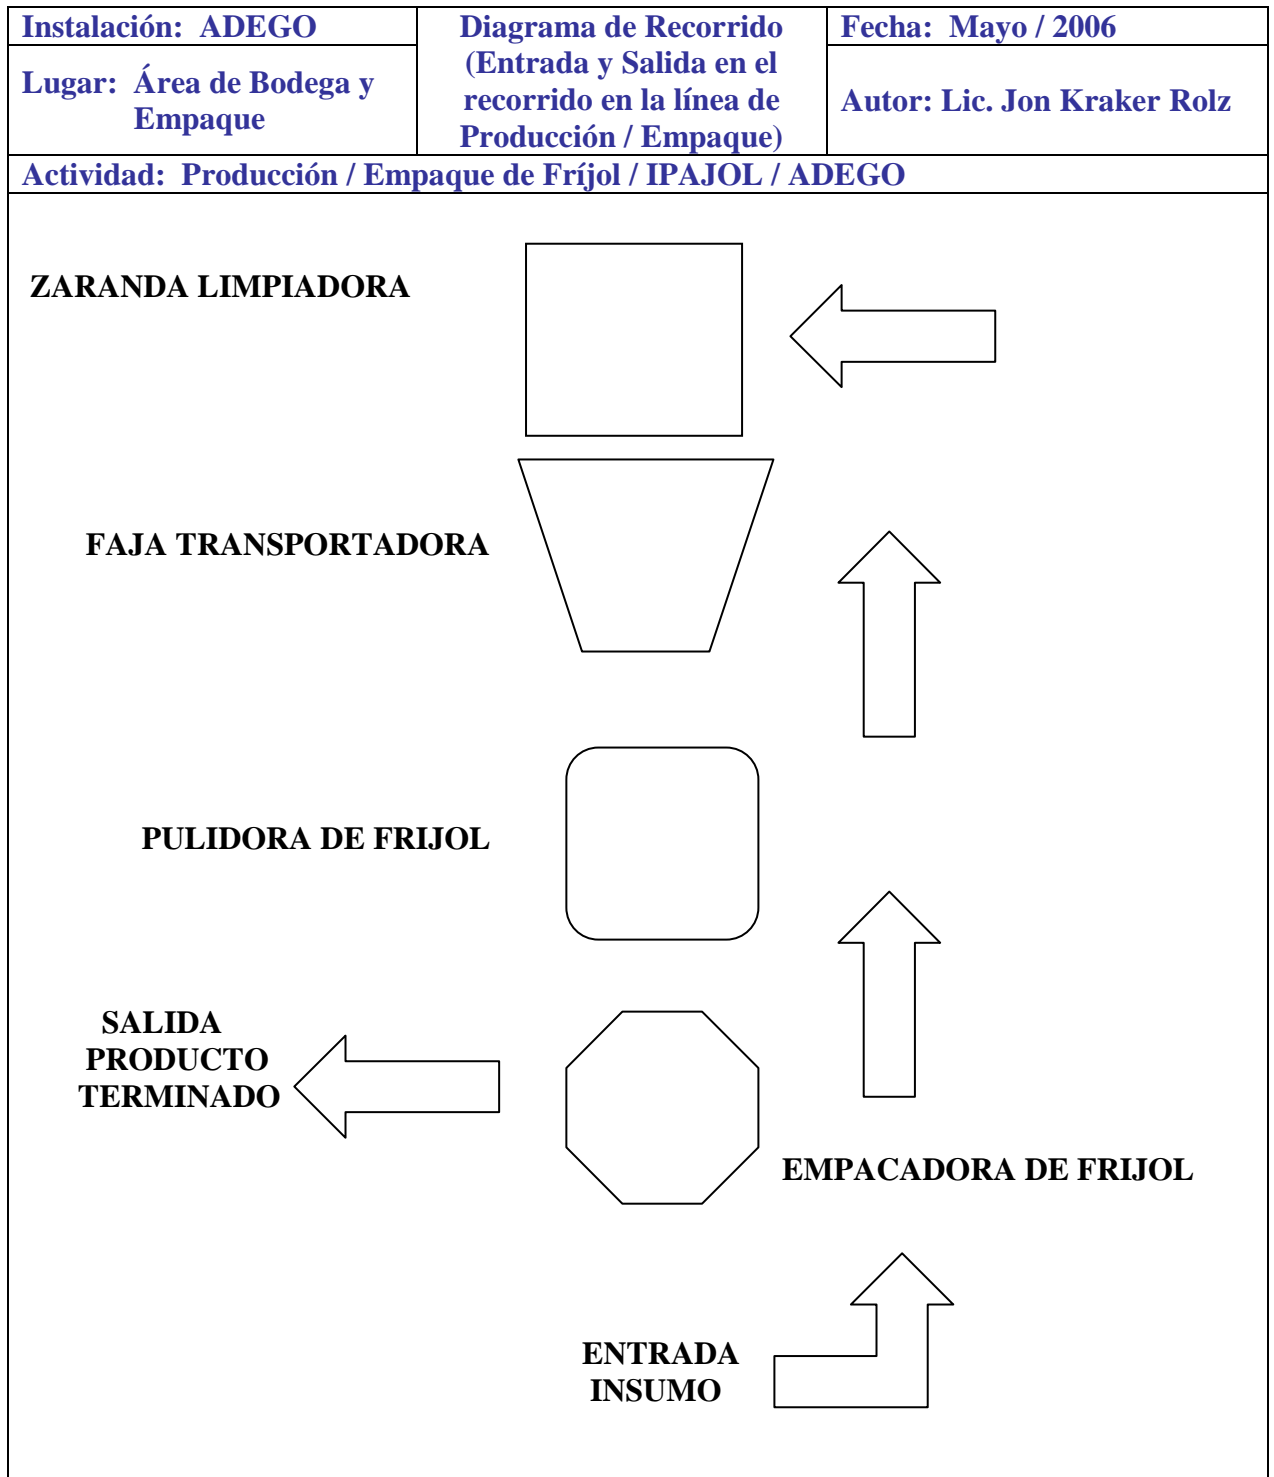 Instalación: ADEGO
Lugar: Área de Bodega y
Empaque
Diagrama de Recorrido
(Entrada y Salida en el
recorrido en la línea de
Producción / Empaque)
Fecha: Mayo / 2006
Autor: Lic. Jon Kraker Rolz
Actividad: Producción / Empaque de Fríjol / IPAJOL / ADEGO
ZARANDA LIMPIADORA
FAJA TRANSPORTADORA
PULIDORA DE FRIJOL
SALIDA
PRODUCTO
TERMINADO
EMPACADORA DE FRIJOL
ENTRADA
INSUMO